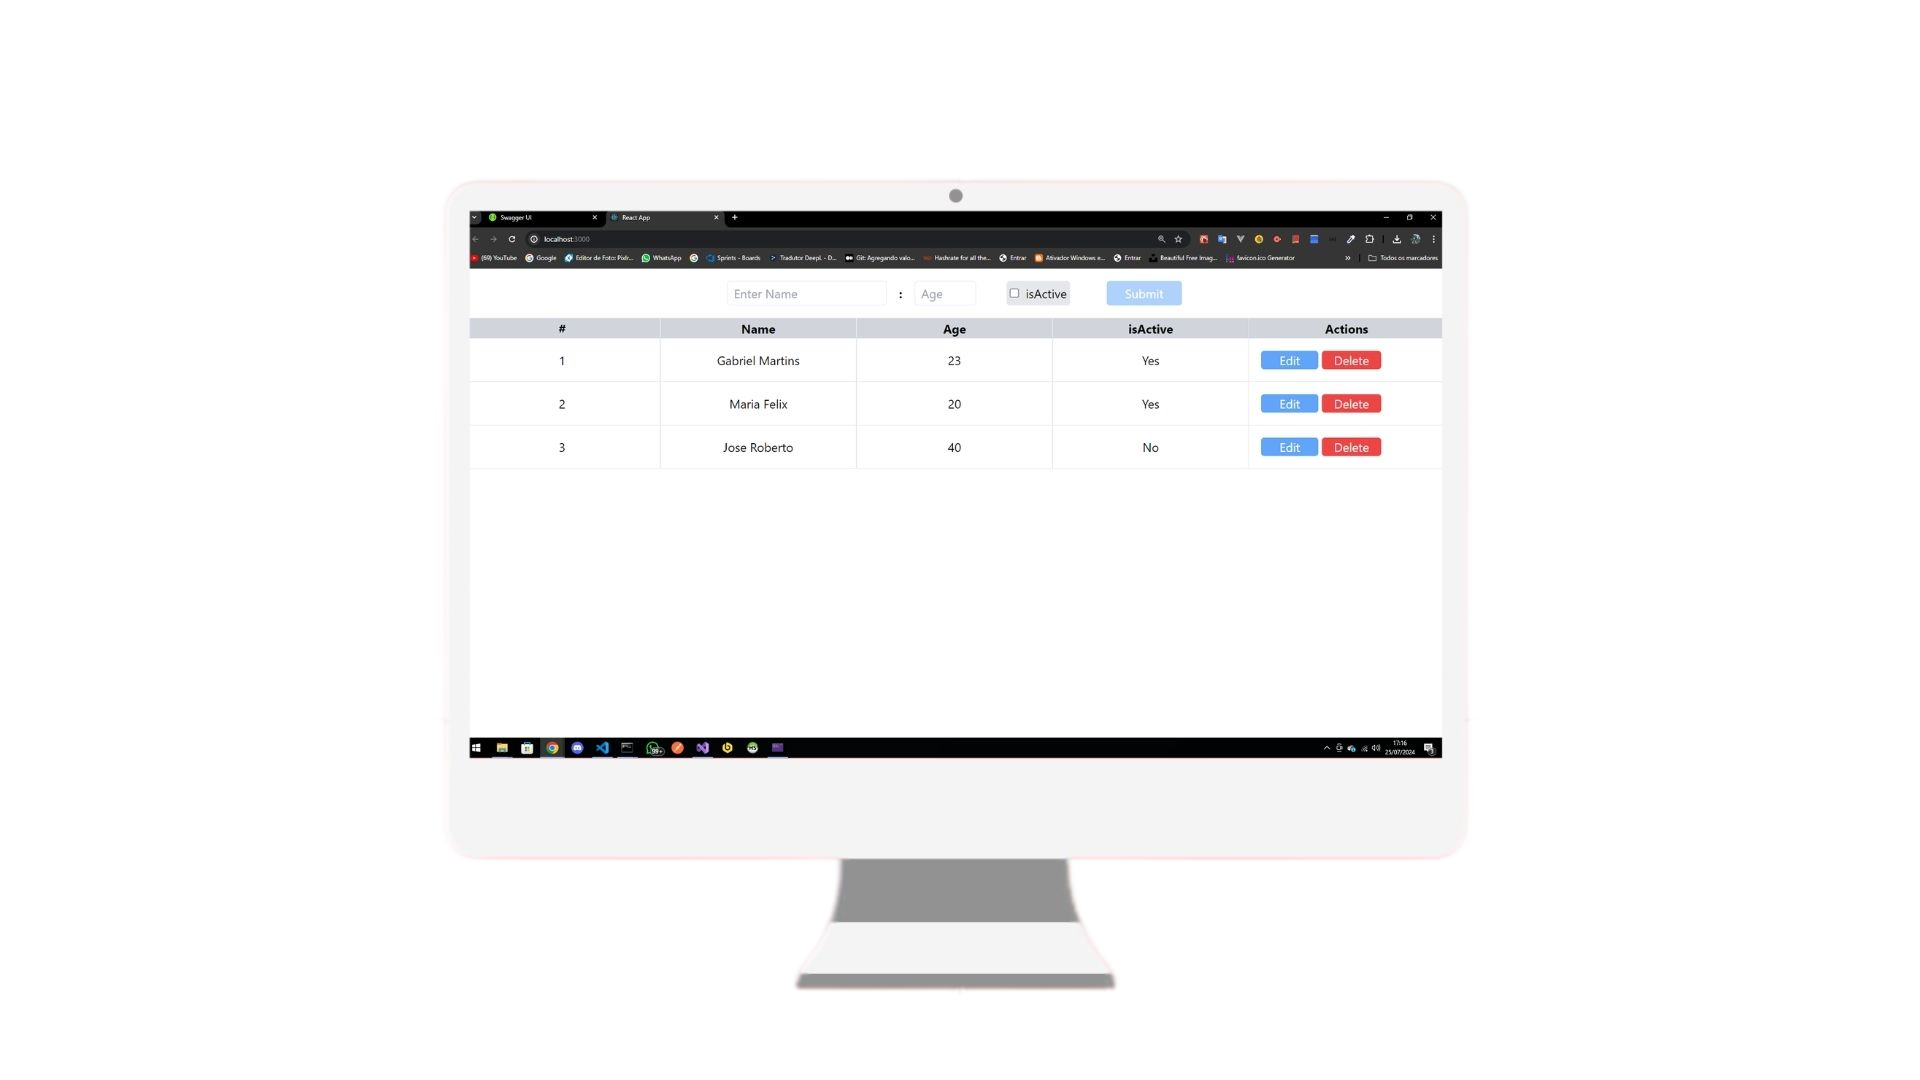 Swagger UI React App
localhost:3000
(69) YouTube Google Editor de Foto: Pixlr... WhatsApp Sprints - Boards Tradutor DeepL - D... Git: Agregando valo... Hashrate for all the... Entrar Ativador Windows e... Entrar Beautiful Free Imag... favicon.ico Generator » Todos os marcadores
Enter Name : Age isActive Submit
# Name Age isActive Actions
1 Gabriel Martins 23 Yes Edit Delete
2 Maria Felix 20 Yes Edit Delete
3 Jose Roberto 40 No Edit Delete
99+
17:16
25/07/2024